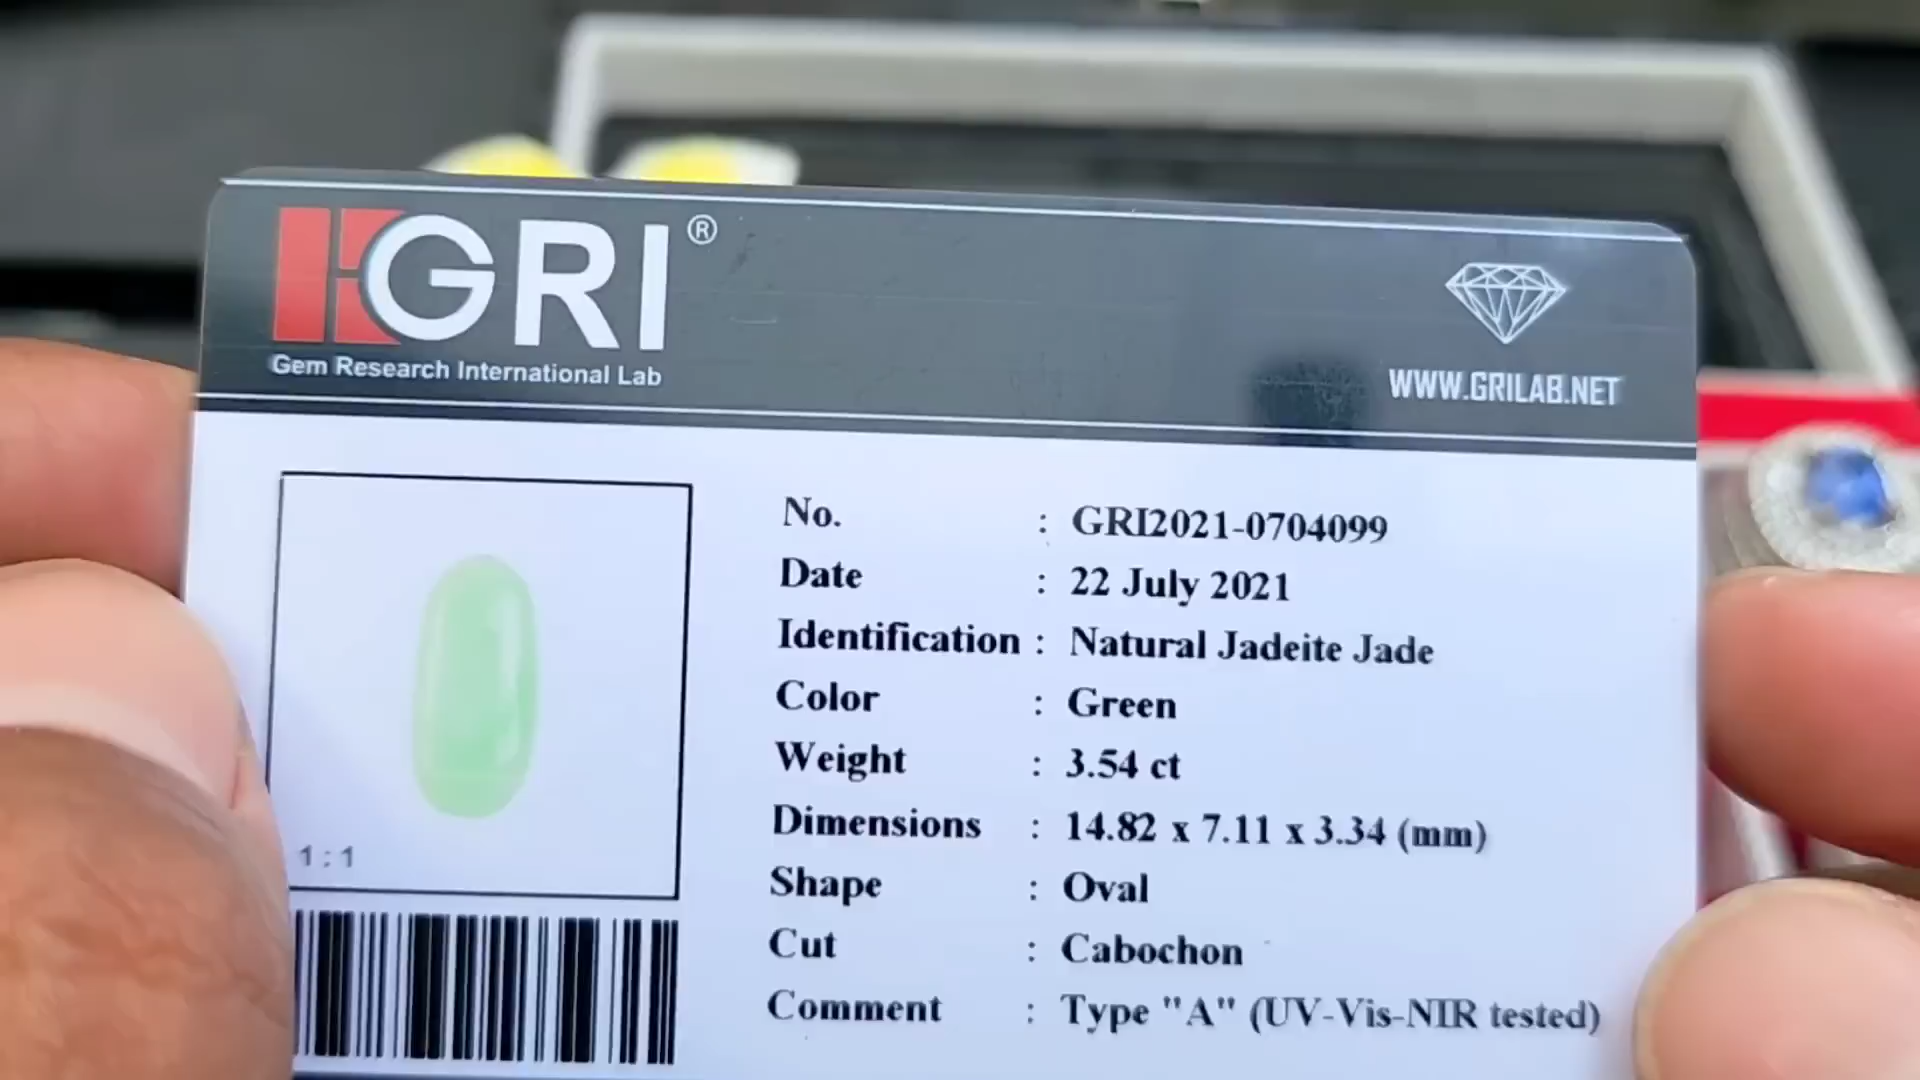 GRI®
Gem Research International Lab
WWW.GRILAB.NET
No. : GRI2021-0704099
Date : 22 July 2021
Identification : Natural Jadeite Jade
Color : Green
Weight : 3.54 ct
Dimensions : 14.82 x 7.11 x 3.34 (mm)
Shape : Oval
Cut : Cabochon
Comment : Type "A" (UV-Vis-NIR tested)
1:1